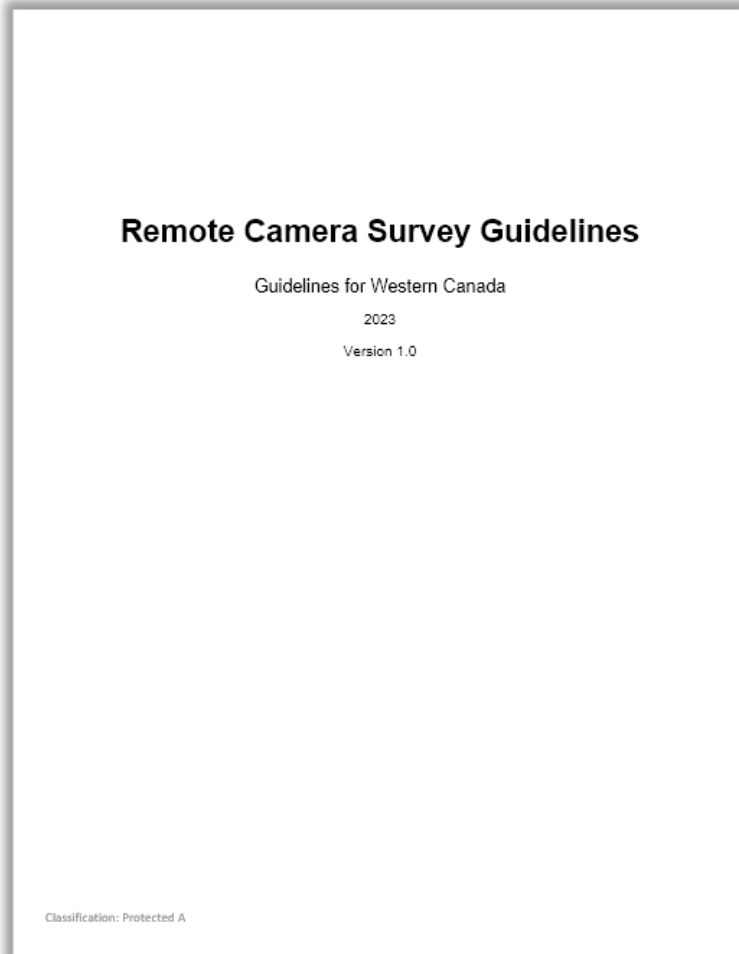 Remote Camera Survey Guidelines
Guidelines for Western Canada
2023
Version 1.0
Classification: Protected A